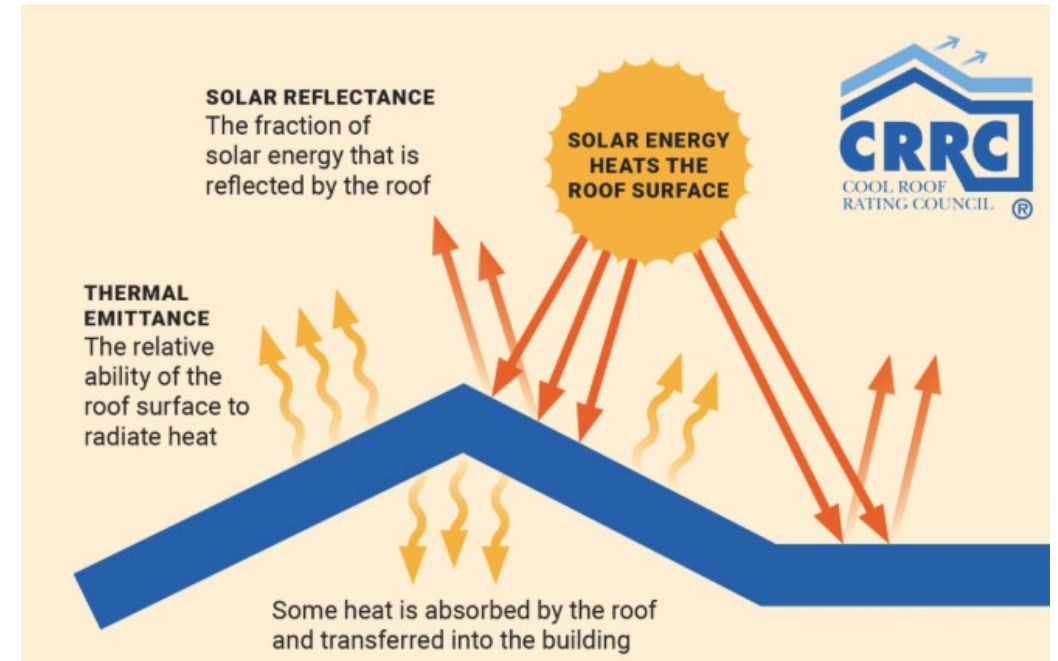 SOLAR REFLECTANCE
The fraction of
solar energy that is
reflected by the roof
SOLAR ENERGY
HEATS THE
ROOF SURFACE
CRRC
COOL ROOF
RATING COUNCIL ®
THERMAL
EMITTANCE
The relative
ability of the
roof surface to
radiate heat
Some heat is absorbed by the roof
and transferred into the building